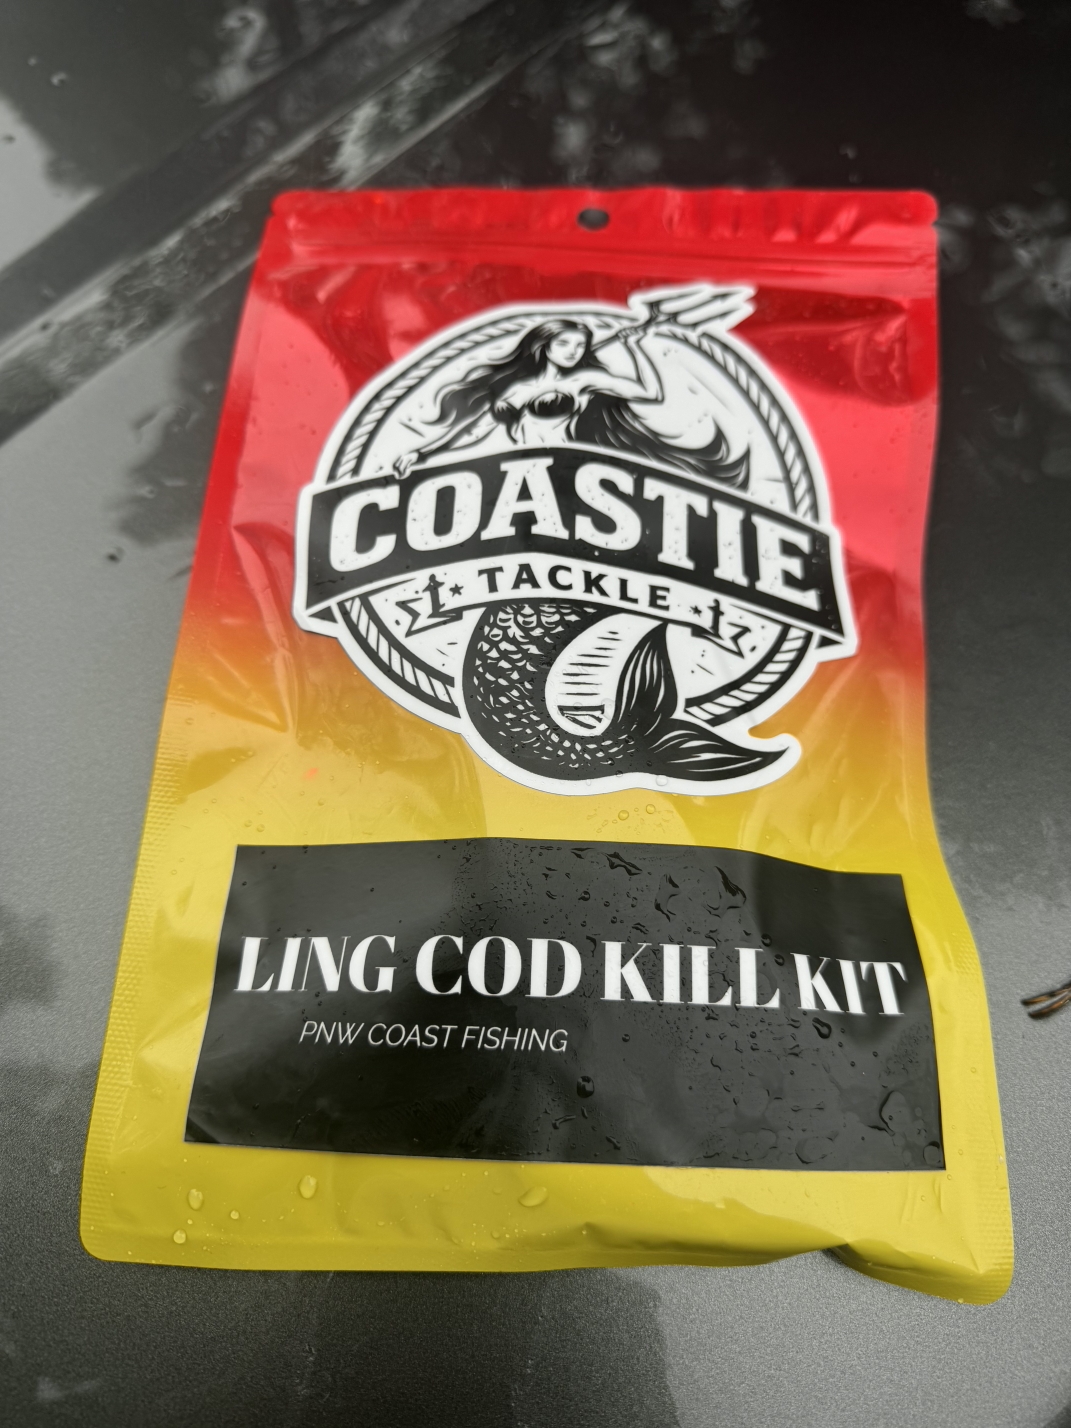 COASTIE
TACKLE
LING COD KILL KIT
PNW COAST FISHING